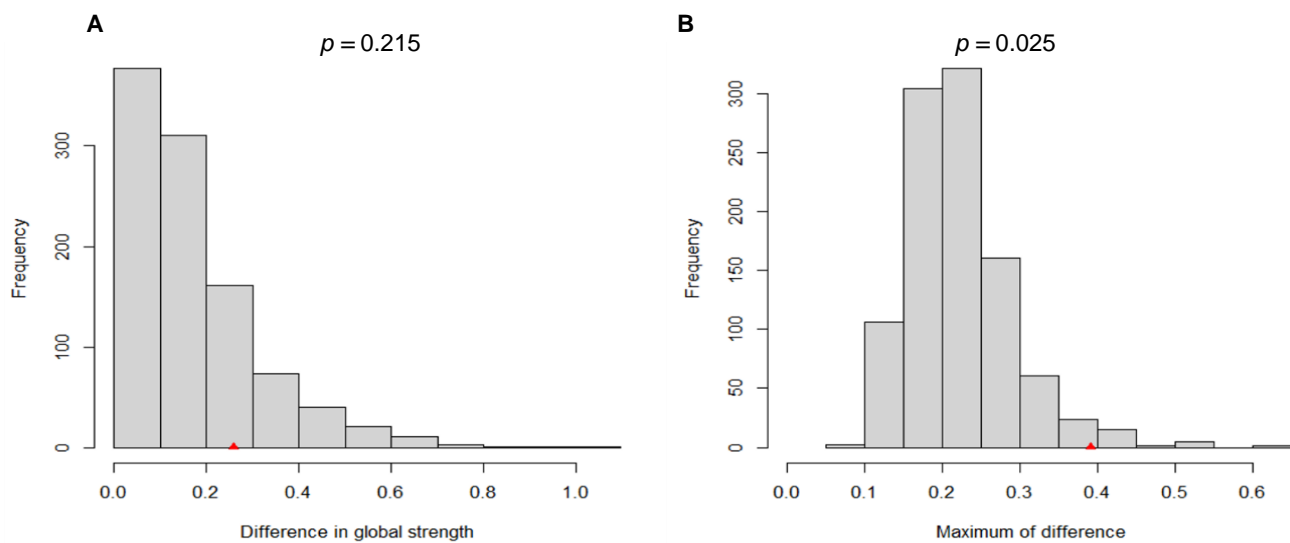 A
p = 0.215
Frequency
0
100
200
300
0.0 0.2 0.4 0.6 0.8 1.0
Difference in global strength
B
p = 0.025
Frequency
0
50
100
150
200
250
300
0.0 0.1 0.2 0.3 0.4 0.5 0.6
Maximum of difference